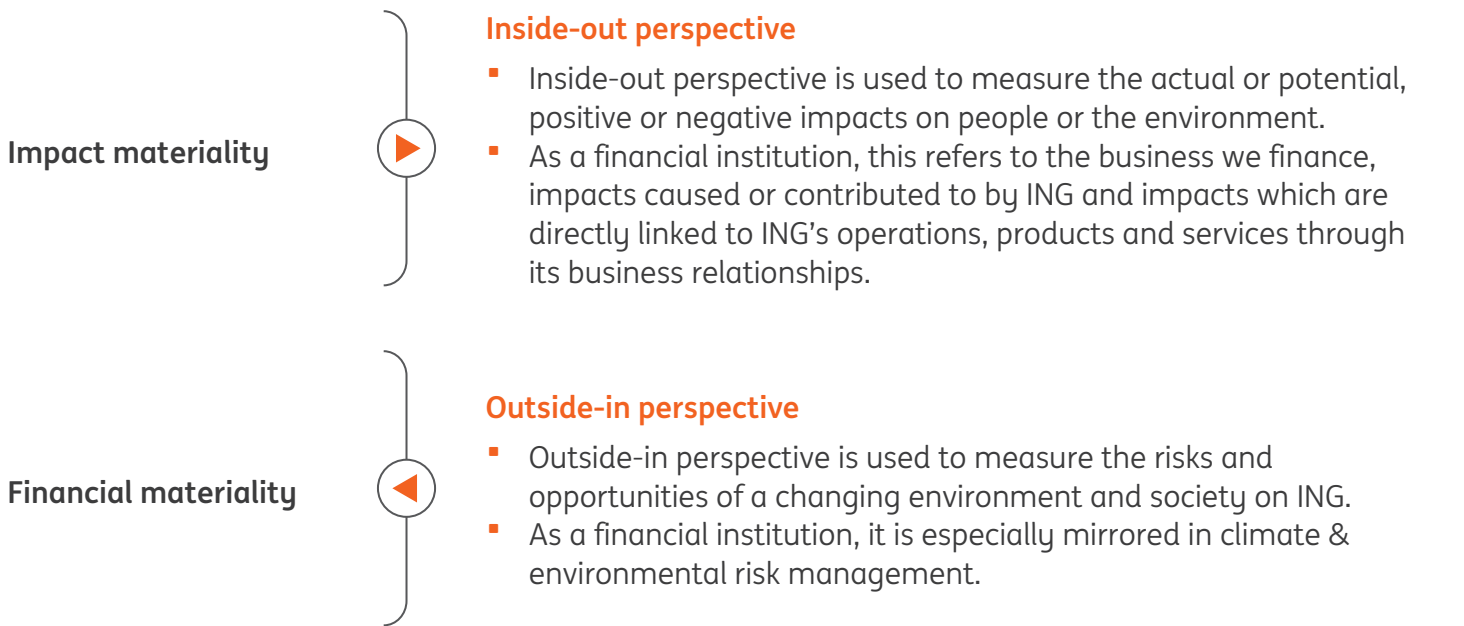 Impact materiality
Inside-out perspective
▪ Inside-out perspective is used to measure the actual or potential,
positive or negative impacts on people or the environment.
▪ As a financial institution, this refers to the business we finance,
impacts caused or contributed to by ING and impacts which are
directly linked to ING’s operations, products and services through
its business relationships.
Financial materiality
Outside-in perspective
▪ Outside-in perspective is used to measure the risks and
opportunities of a changing environment and society on ING.
▪ As a financial institution, it is especially mirrored in climate &
environmental risk management.